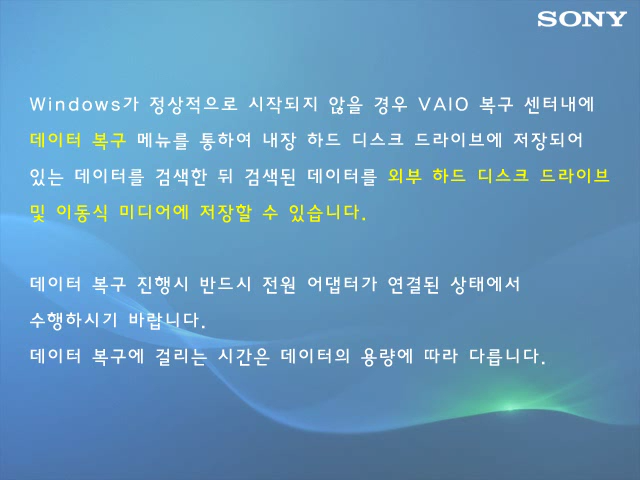 SONY
Windows가 정상적으로 시작되지 않을 경우 VAIO 복구 센터내에
데이터 복구 메뉴를 통하여 내장 하드 디스크 드라이브에 저장되어
있는 데이터를 검색한 뒤 검색된 데이터를 외부 하드 디스크 드라이브
및 이동식 미디어에 저장할 수 있습니다.
데이터 복구 진행시 반드시 전원 어댑터가 연결된 상태에서
수행하시기 바랍니다.
데이터 복구에 걸리는 시간은 데이터의 용량에 따라 다릅니다.